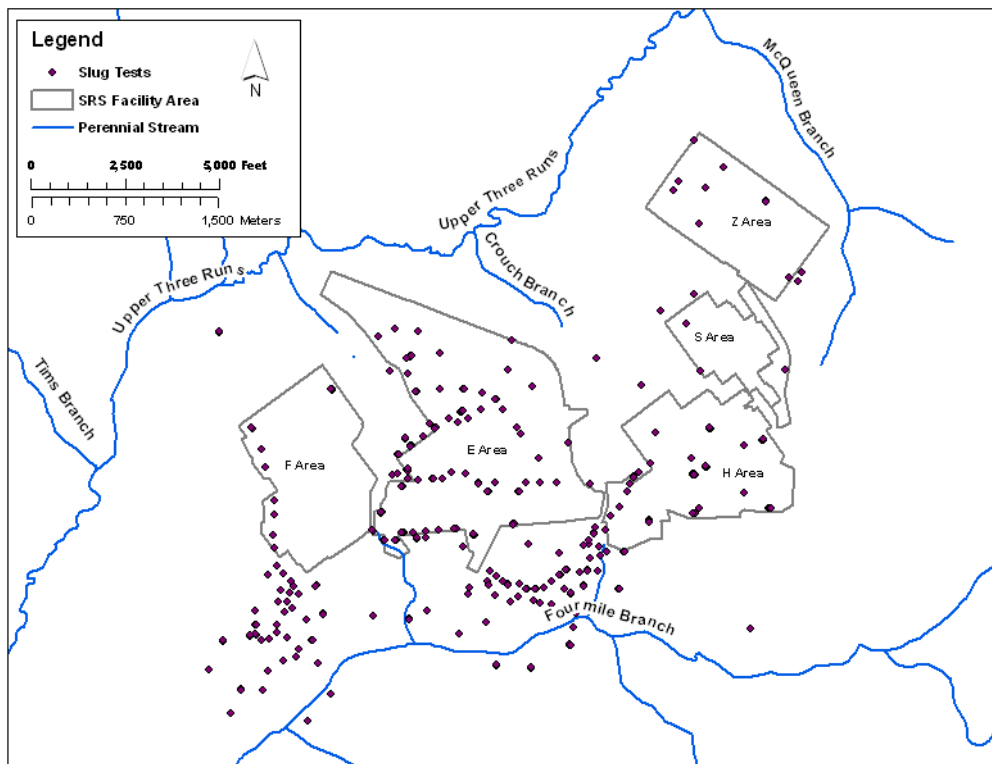 Legend
Slug Tests
SRS Facility Area
Perennial Stream
N
0 2,500 5,000 Feet
0 750 1,500 Meters
McQueen Branch
Upper Three Runs
Crouch Branch
Z Area
Upper Three Runs
S Area
Tims Branch
F Area
E Area
H Area
Fourmile Branch